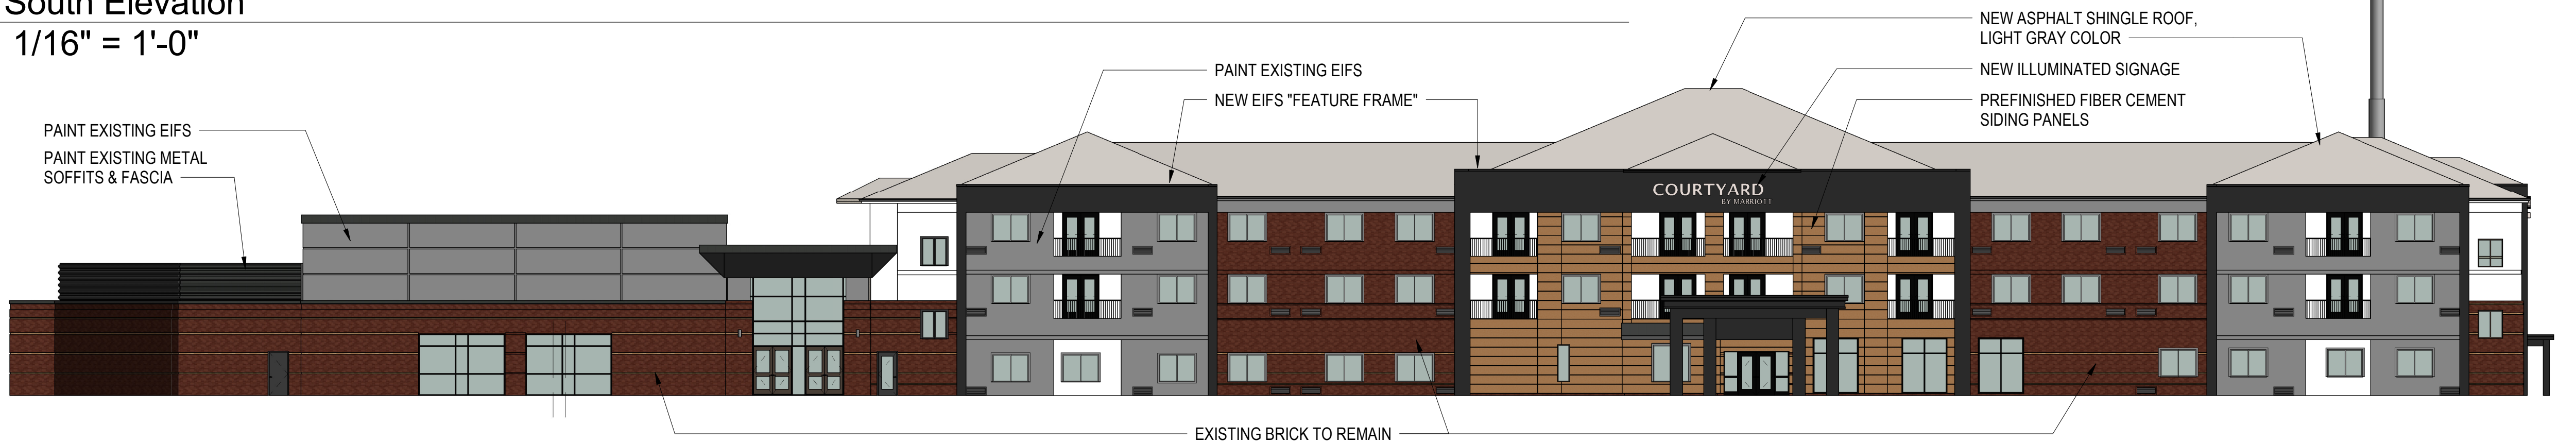 South Elevation
1/16" = 1'-0"
PAINT EXISTING EIFS
PAINT EXISTING METAL
SOFFITS & FASCIA
PAINT EXISTING EIFS
NEW EIFS "FEATURE FRAME"
NEW ASPHALT SHINGLE ROOF,
LIGHT GRAY COLOR
NEW ILLUMINATED SIGNAGE
PREFINISHED FIBER CEMENT
SIDING PANELS
COURTYARD
BY MARRIOTT
EXISTING BRICK TO REMAIN